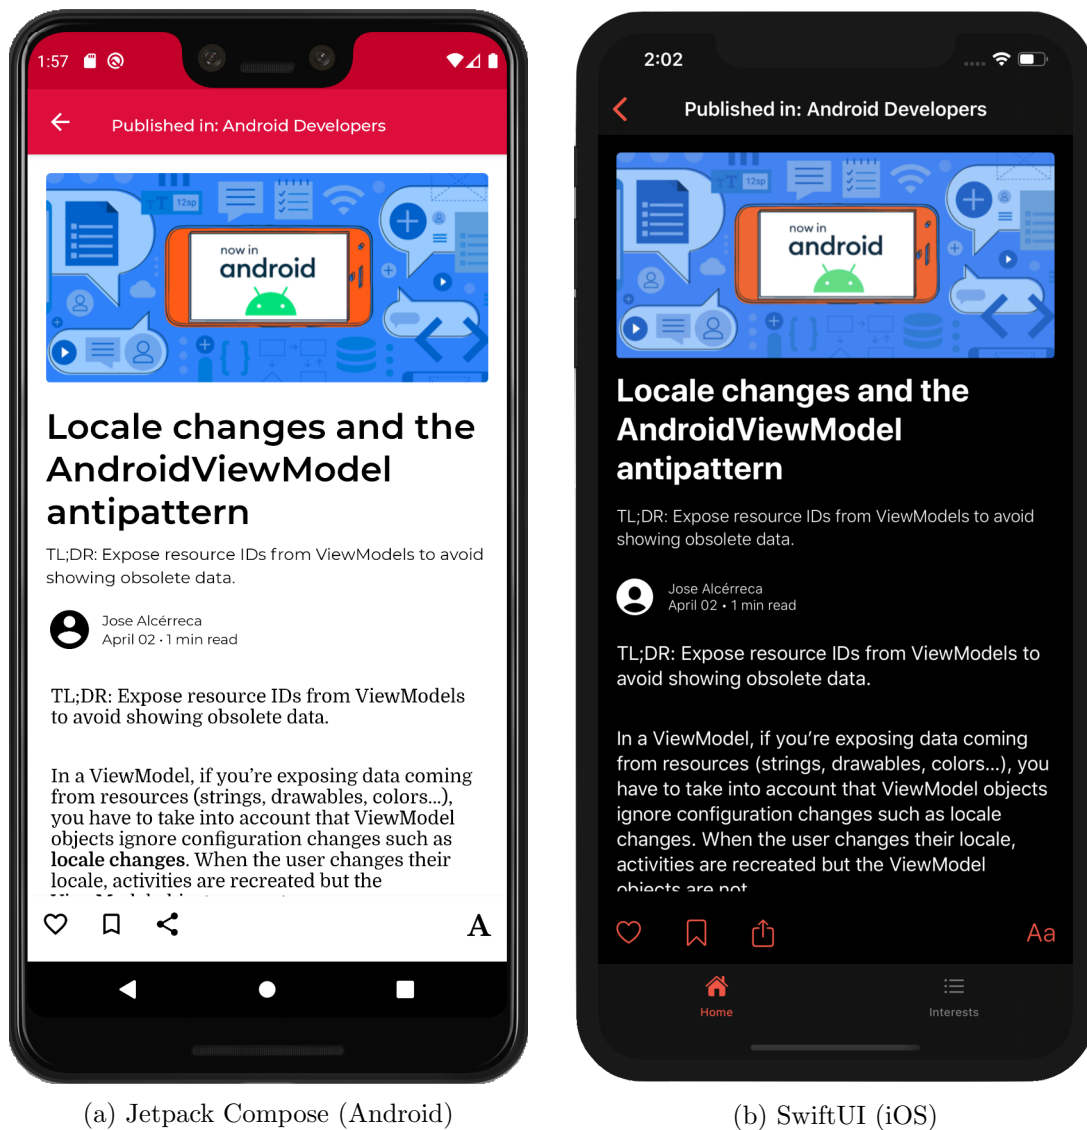 1:57
Published in: Android Developers
TT 12sp
now in
android
Locale changes and the
AndroidViewModel
antipattern
TL;DR: Expose resource IDs from ViewModels to avoid
showing obsolete data.
Jose Alcérreca
April 02 • 1 min read
TL;DR: Expose resource IDs from ViewModels
to avoid showing obsolete data.
In a ViewModel, if you’re exposing data coming
from resources (strings, drawables, colors…),
you have to take into account that ViewModel
objects ignore configuration changes such as
locale changes. When the user changes their
locale, activities are recreated but the
A
(a) Jetpack Compose (Android)
2:02
Published in: Android Developers
TT 12sp
now in
android
Locale changes and the
AndroidViewModel
antipattern
TL;DR: Expose resource IDs from ViewModels to avoid
showing obsolete data.
Jose Alcérreca
April 02 • 1 min read
TL;DR: Expose resource IDs from ViewModels to
avoid showing obsolete data.
In a ViewModel, if you’re exposing data coming
from resources (strings, drawables, colors…), you
have to take into account that ViewModel objects
ignore configuration changes such as locale
changes. When the user changes their locale,
activities are recreated but the ViewModel
objects are not
Aa
Home
Interests
(b) SwiftUI (iOS)